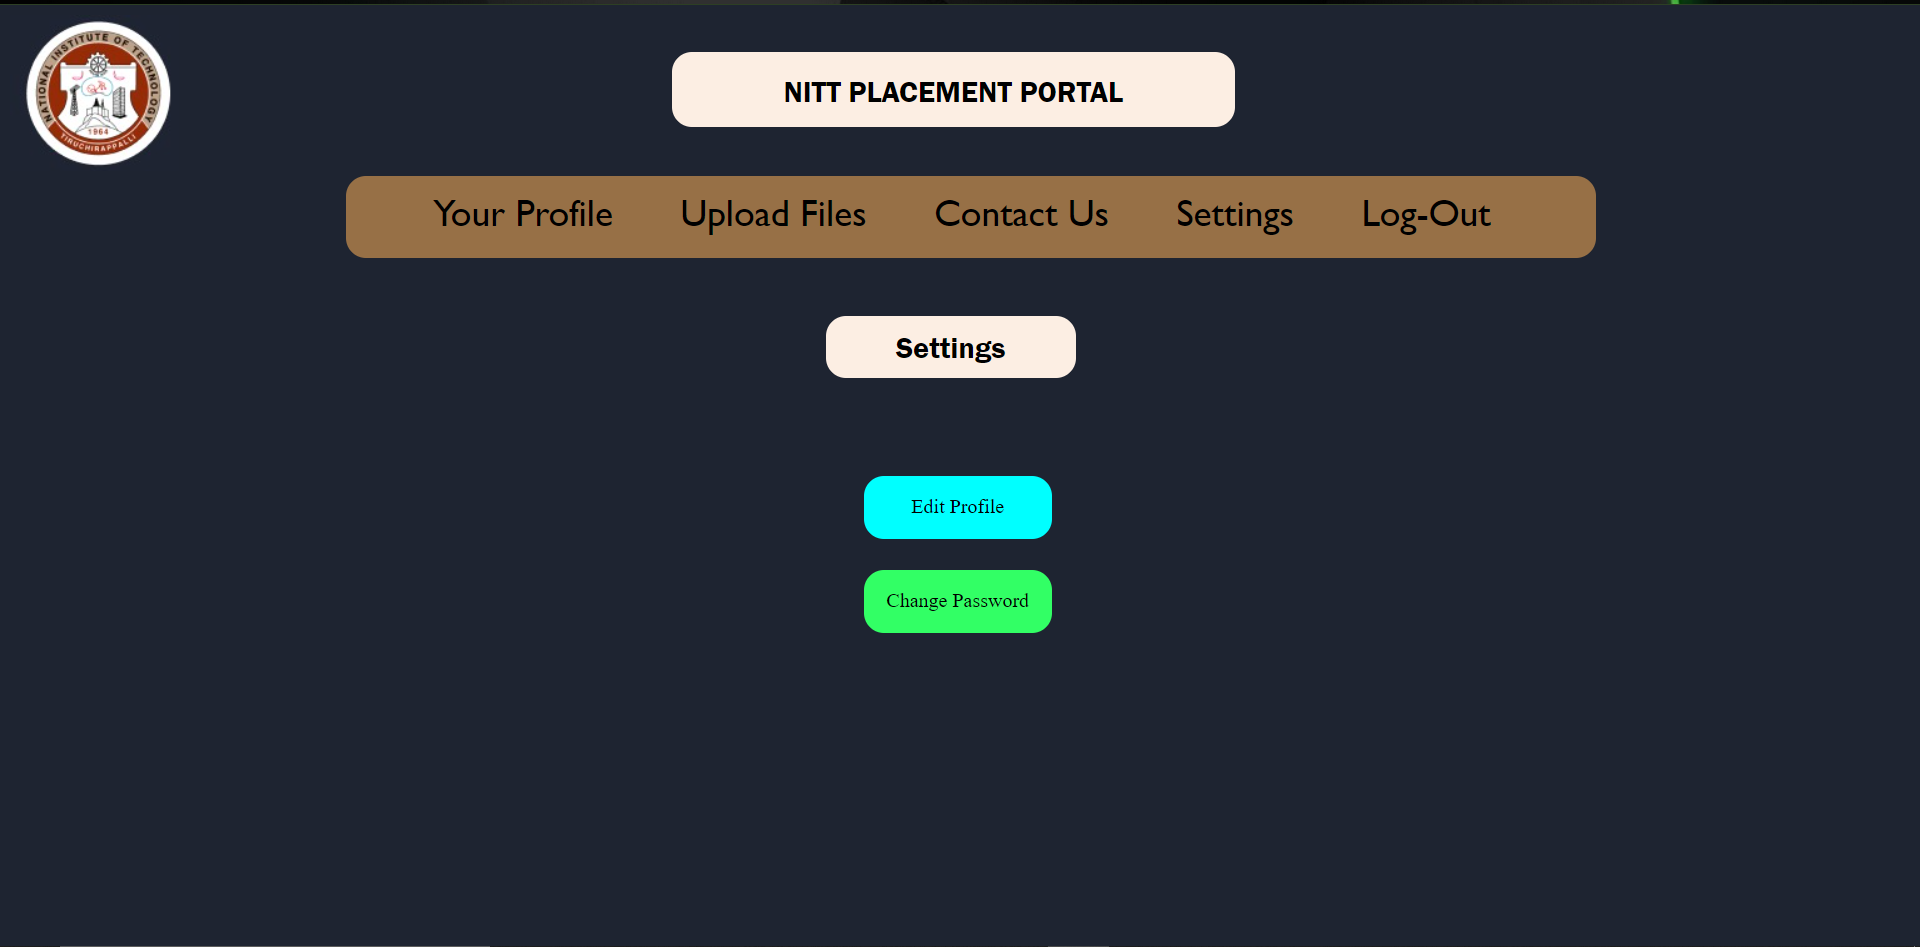 NATIONAL INSTITUTE OF TECHNOLOGY
1964
TIRUCHIRAPPALLI
NITT PLACEMENT PORTAL
Your Profile Upload Files Contact Us Settings Log-Out
Settings
Edit Profile
Change Password